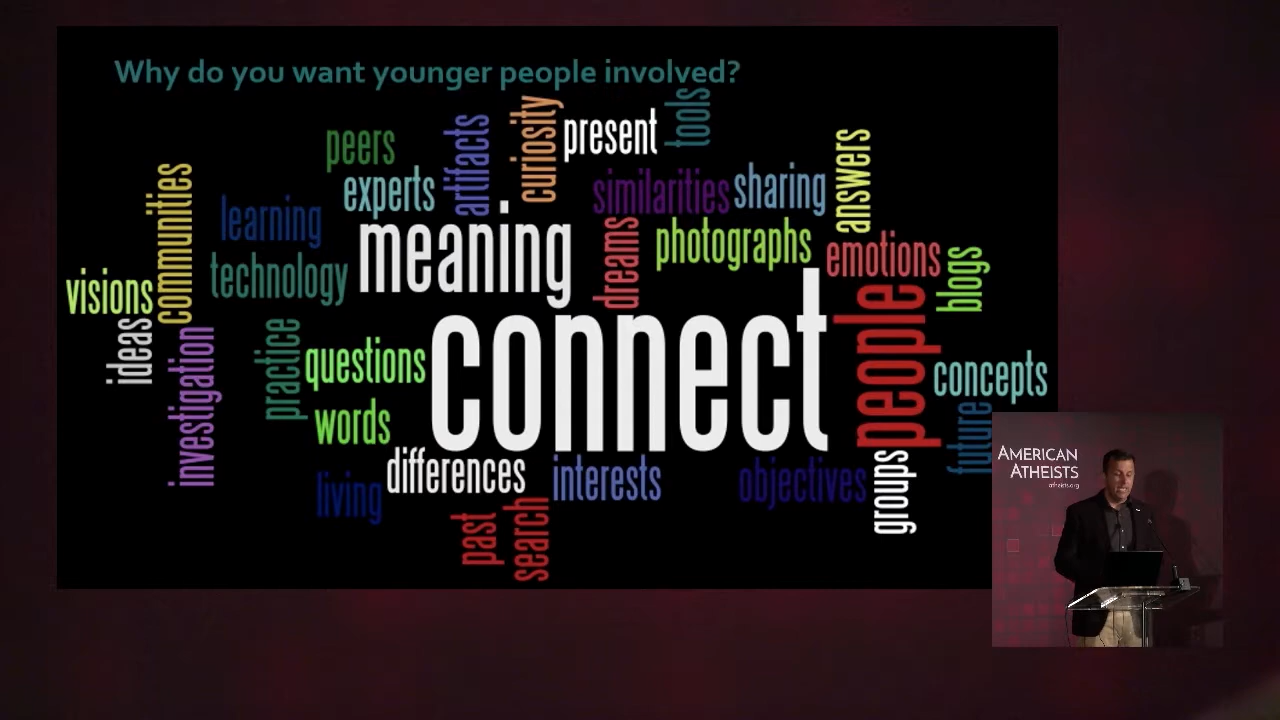 Why do you want younger people involved?
tools
curiosity
artifacts
present
peers
answers
experts
similarities
sharing
communities
learning
meaning
dreams
photographs
emotions
blogs
technology
visions
connect
people
ideas
investigation
practice
questions
concepts
words
future
differences
interests
objectives
groups
living
past
search
AMERICAN
ATHEISTS
atheists.org